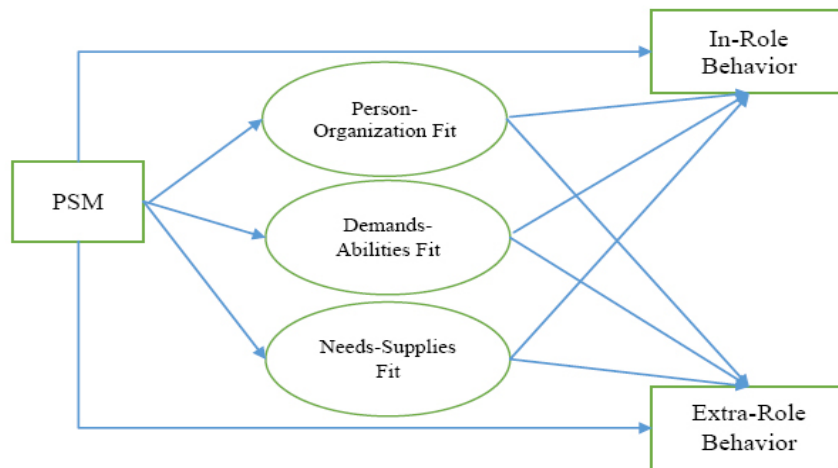 In-Role
Behavior
Person-
Organization Fit
PSM
Demands-
Abilities Fit
Needs-Supplies
Fit
Extra-Role
Behavior